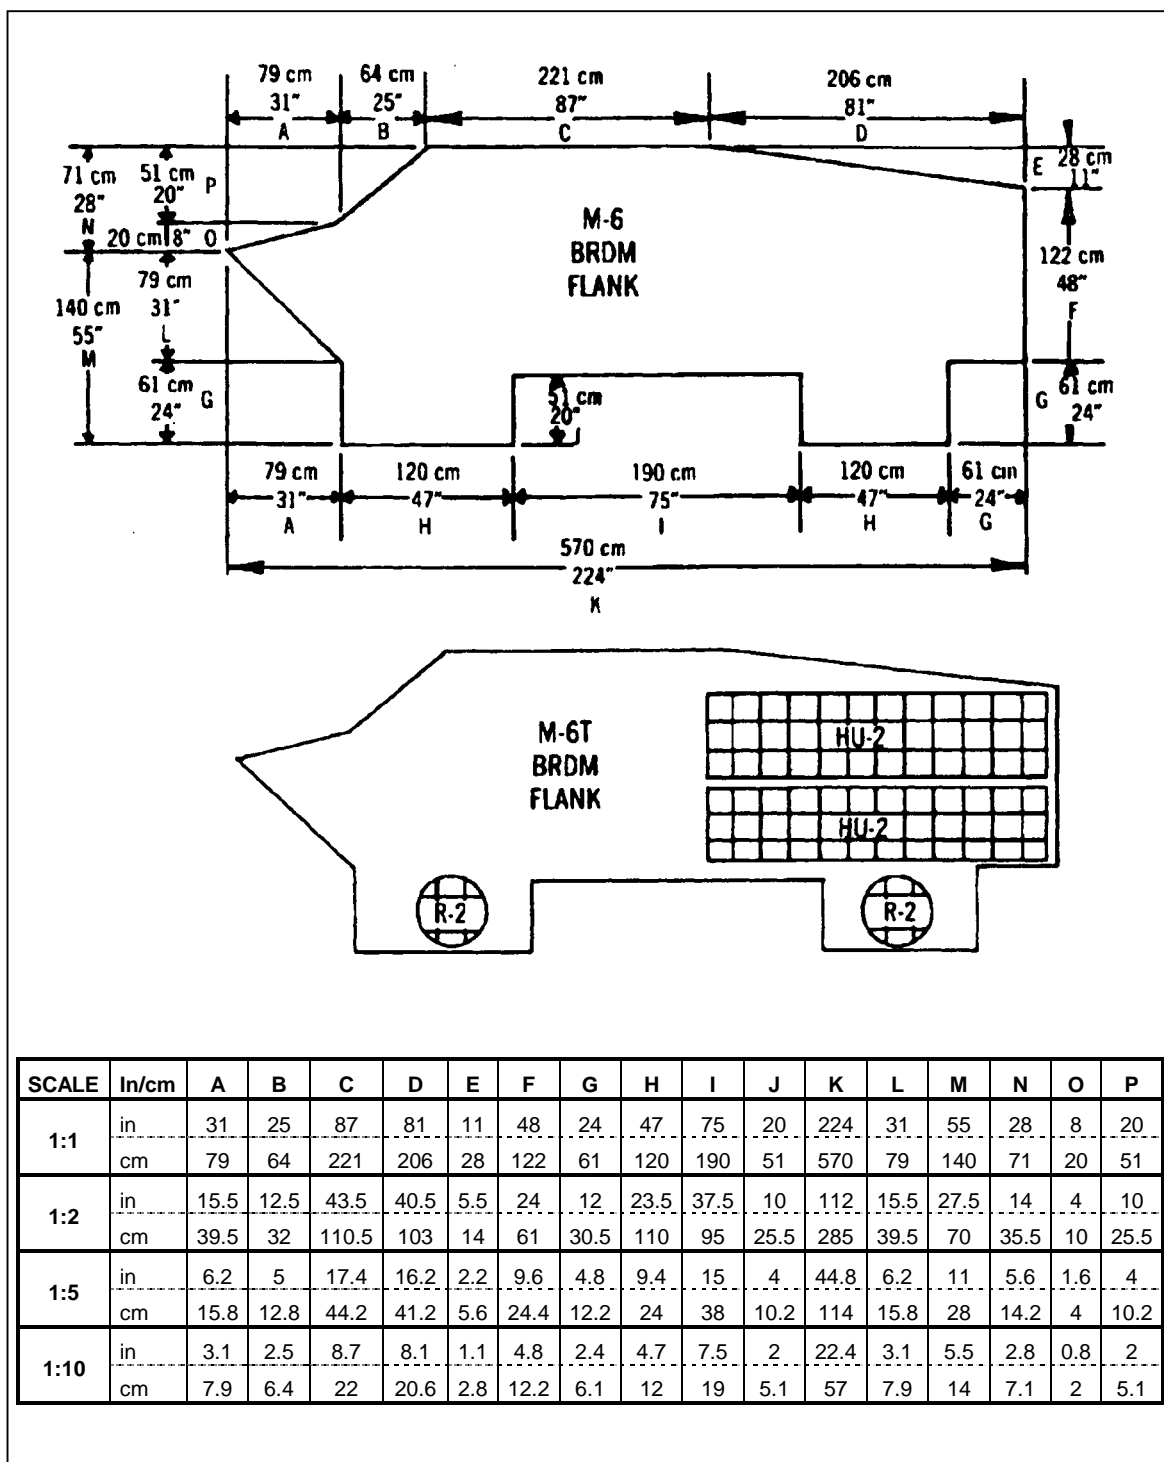 79 cm 64 cm 221 cm 206 cm
31" 25" 87" 81"
A B C D
71 cm 51 cm P E 28 cm
28" 20" 11"
N
20 cm 8" O
M-6
BRDM
FLANK
79 cm 122 cm
31" 48"
L F
140 cm
55"
M
61 cm G 51 cm G 61 cm
24" 20" 24"
J
79 cm 120 cm 190 cm 120 cm 61 cm
31" 47" 75" 47" 24"
A H I H G
570 cm
224"
K
M-6T
BRDM
FLANK
HU-2
HU-2
R-2 R-2
SCALE In/cm A B C D E F G H I J K L M N O P
1:1 in 31 25 87 81 11 48 24 47 75 20 224 31 55 28 8 20
cm 79 64 221 206 28 122 61 120 190 51 570 79 140 71 20 51
1:2 in 15.5 12.5 43.5 40.5 5.5 24 12 23.5 37.5 10 112 15.5 27.5 14 4 10
cm 39.5 32 110.5 103 14 61 30.5 110 95 25.5 285 39.5 70 35.5 10 25.5
1:5 in 6.2 5 17.4 16.2 2.2 9.6 4.8 9.4 15 4 44.8 6.2 11 5.6 1.6 4
cm 15.8 12.8 44.2 41.2 5.6 24.4 12.2 24 38 10.2 114 15.8 28 14.2 4 10.2
1:10 in 3.1 2.5 8.7 8.1 1.1 4.8 2.4 4.7 7.5 2 22.4 3.1 5.5 2.8 0.8 2
cm 7.9 6.4 22 20.6 2.8 12.2 6.1 12 19 5.1 57 7.9 14 7.1 2 5.1